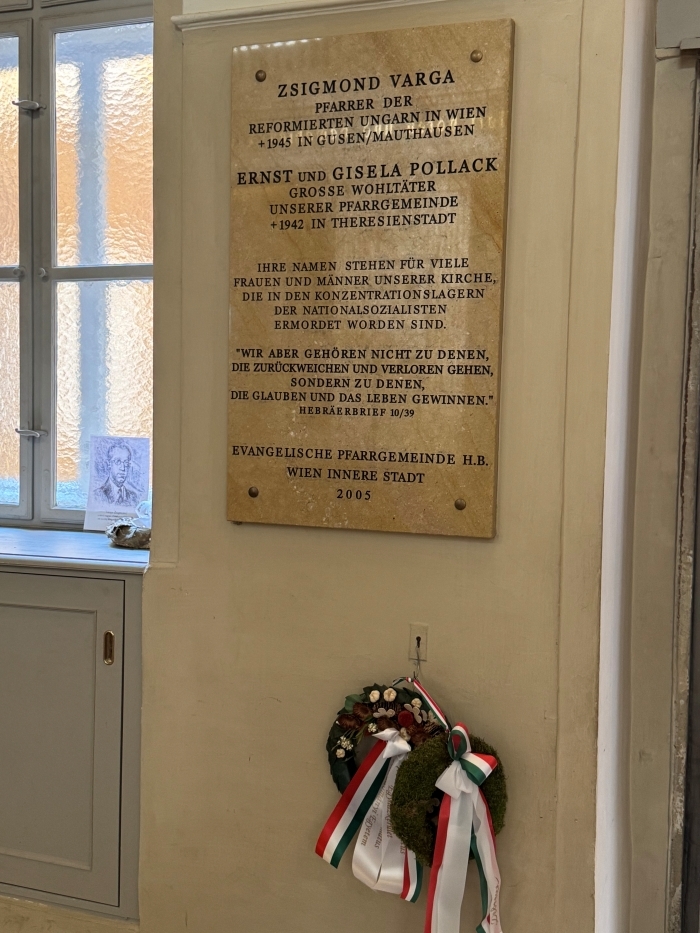 ZSIGMOND VARGA
PFARRER DER
REFORMIERTEN UNGARN IN WIEN
+1945 IN GUSEN/MAUTHAUSEN
ERNST UND GISELA POLLACK
GROSSE WOHLTÄTER
UNSERER PFARRGEMEINDE
+1942 IN THERESIENSTADT
IHRE NAMEN STEHEN FÜR VIELE
FRAUEN UND MÄNNER UNSERER KIRCHE,
DIE IN DEN KONZENTRATIONSLAGERN
DER NATIONALSOZIALISTEN
ERMORDET WORDEN SIND.
"WIR ABER GEHÖREN NICHT ZU DENEN,
DIE ZURÜCKWEICHEN UND VERLOREN GEHEN,
SONDERN ZU DENEN,
DIE GLAUBEN UND DAS LEBEN GEWINNEN."
HEBRÄERBRIEF 10/39
EVANGELISCHE PFARRGEMEINDE H.B.
WIEN INNERE STADT
2005